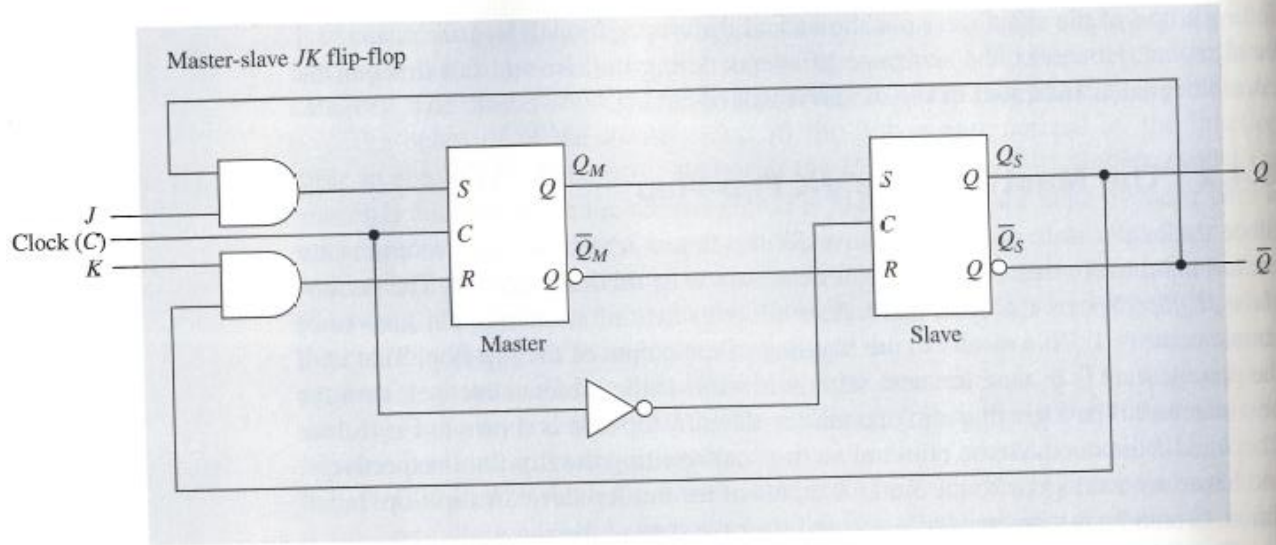 Master-slave JK flip-flop
Q_M
Q_S
S
Q
S
Q
Q
J
Clock (C)
C
C
K
Q̅_M
Q̅_S
R
Q
R
Q
Q̅
Master
Slave